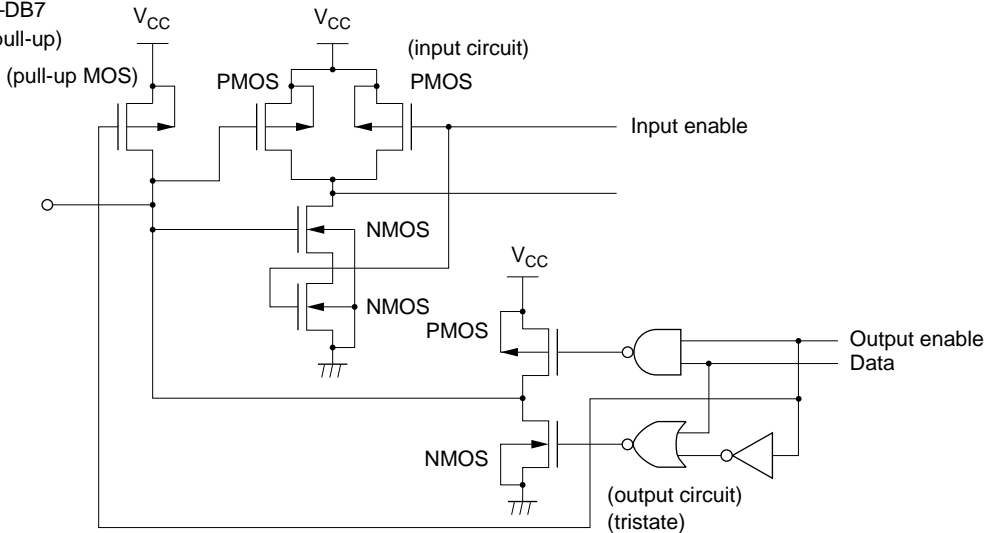 -DB7
pull-up)
(pull-up MOS)
VCC
VCC
(input circuit)
PMOS
PMOS
Input enable
NMOS
NMOS
VCC
PMOS
Output enable
Data
NMOS
(output circuit)
(tristate)